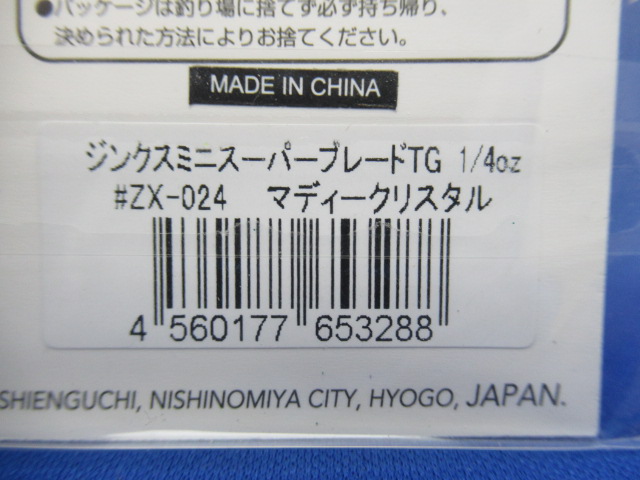 ●パッケージは釣り場に捨てず必ず持ち帰り、
決められた方法によりお捨てください。
MADE IN CHINA
ジンクスミニスーパーブレードTG 1/4oz
#ZX-024 マディークリスタル
4 560177 653288
SHIENGUCHI, NISHINOMIYA CITY, HYOGO, JAPAN.